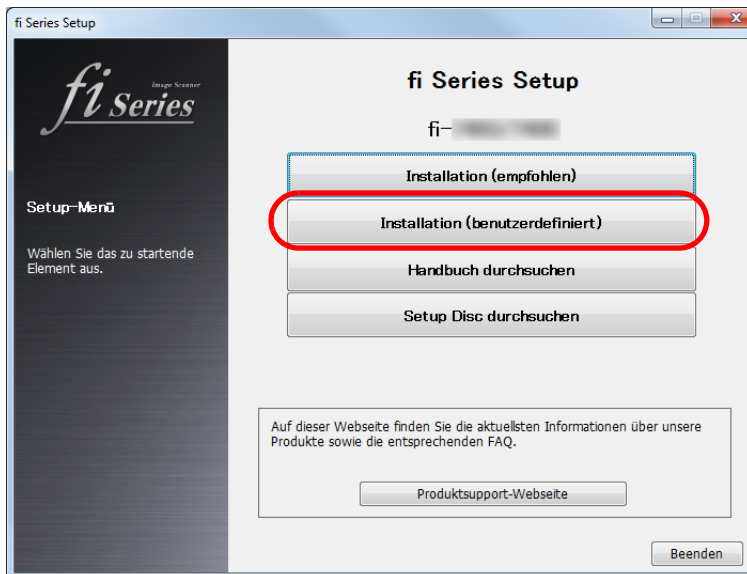 fi Series Setup
Image Scanner
fi Series
fi Series Setup
fi-
Installation (empfohlen)
Setup-Menü
Installation (benutzerdefiniert)
Wählen Sie das zu startende
Element aus.
Handbuch durchsuchen
Setup Disc durchsuchen
Auf dieser Webseite finden Sie die aktuellsten Informationen über unsere
Produkte sowie die entsprechenden FAQ.
Produktsupport-Webseite
Beenden